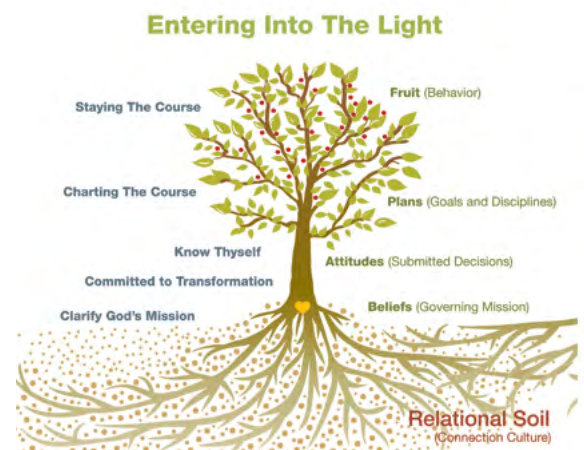 Entering Into The Light
Staying The Course
Fruit (Behavior)
Charting The Course
Plans (Goals and Disciplines)
Know Thyself
Attitudes (Submitted Decisions)
Committed to Transformation
Beliefs (Governing Mission)
Clarify God's Mission
Relational Soil
(Connection Culture)